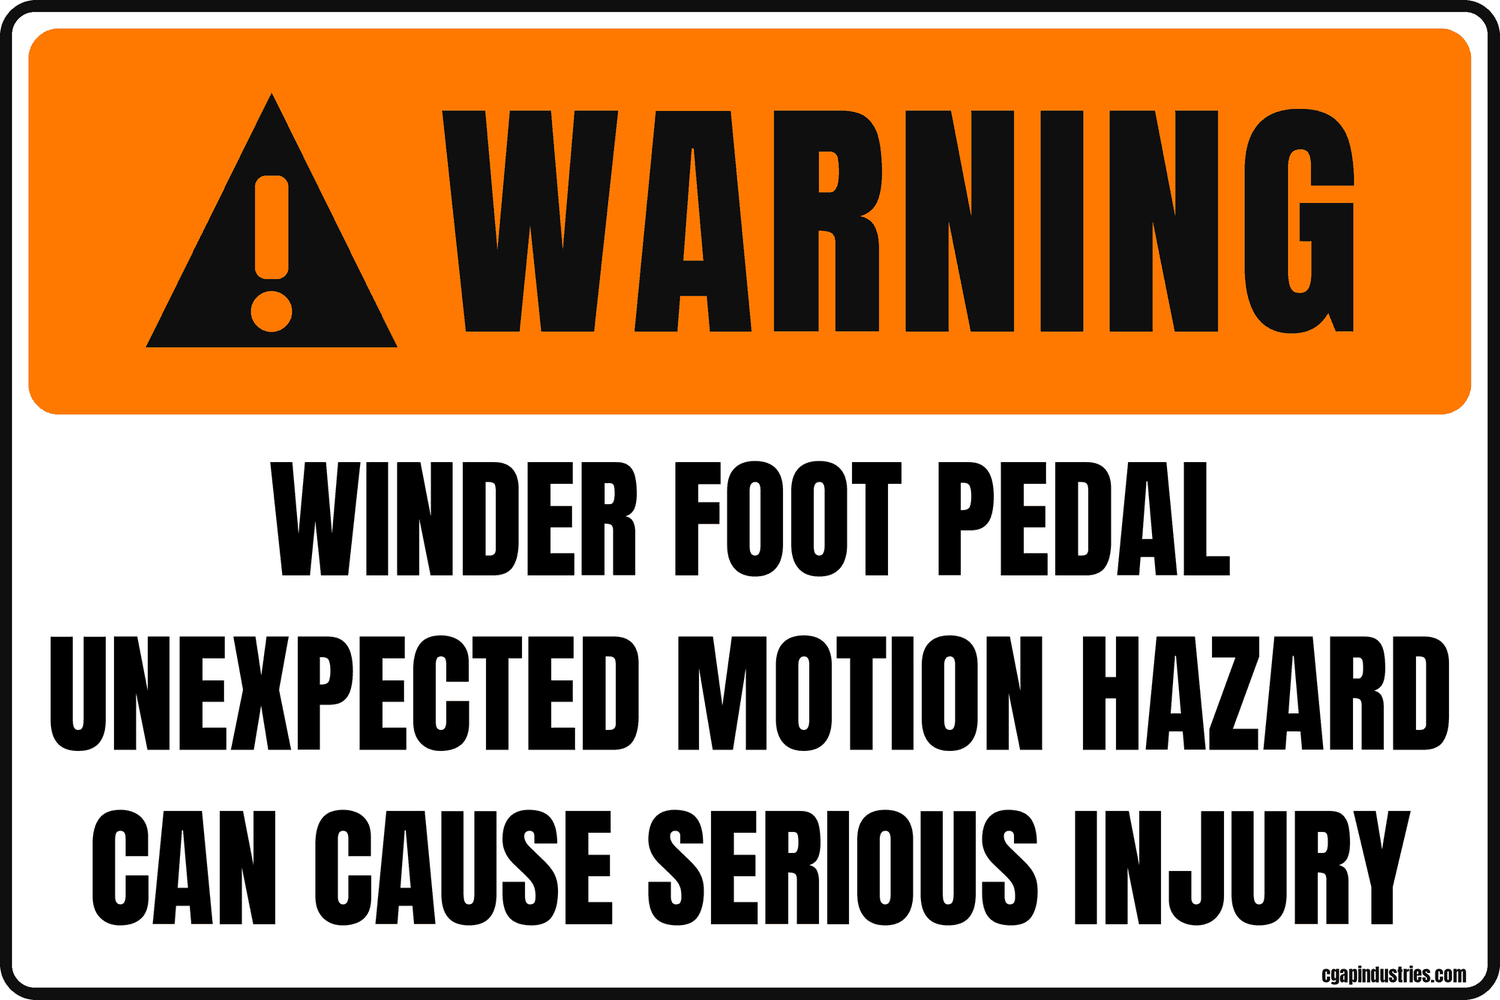 WARNING
WINDER FOOT PEDAL
UNEXPECTED MOTION HAZARD
CAN CAUSE SERIOUS INJURY
cgapindustries.com